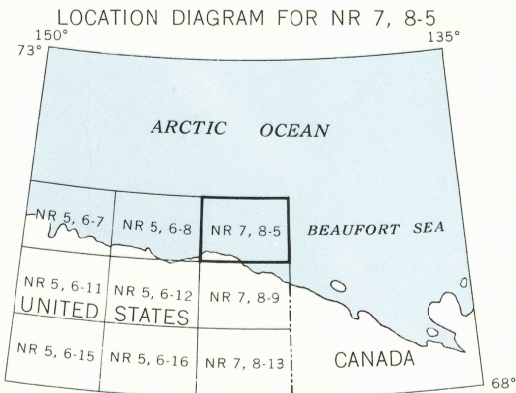 LOCATION DIAGRAM FOR NR 7, 8-5
150° 135°
73°
ARCTIC OCEAN
NR 5, 6-7 NR 5, 6-8 NR 7, 8-5 BEAUFORT SEA
NR 5, 6-11 NR 5, 6-12 NR 7, 8-9
UNITED STATES
NR 5, 6-15 NR 5, 6-16 NR 7, 8-13 CANADA
68°